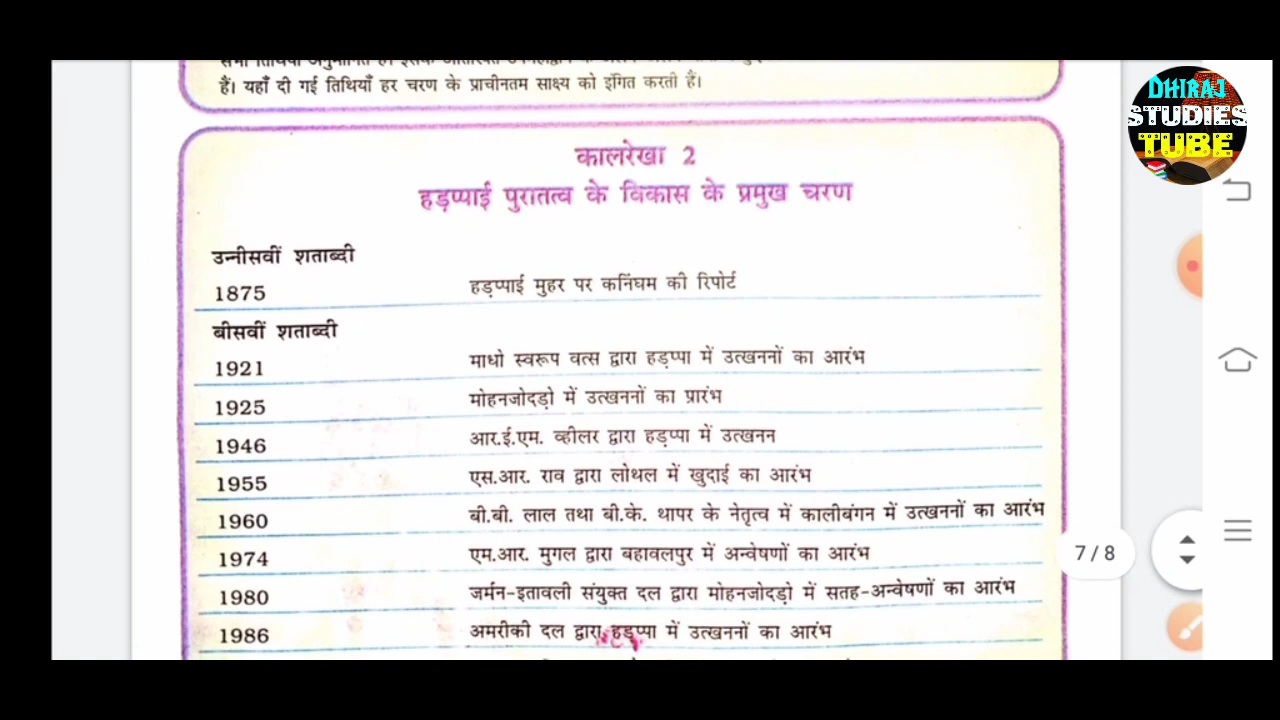 हैं। यहाँ दी गई तिथियाँ हर चरण के प्राचीनतम साक्ष्य को इंगित करती हैं।
DHIRAJ
STUDIES
TUBE
कालरेखा 2
हड़प्पाई पुरातत्व के विकास के प्रमुख चरण
उन्नीसवीं शताब्दी
1875 हड़प्पाई मुहर पर कनिंघम की रिपोर्ट
बीसवीं शताब्दी
1921 माधो स्वरूप वत्स द्वारा हड़प्पा में उत्खननों का आरंभ
1925 मोहनजोदड़ो में उत्खननों का प्रारंभ
1946 आर.ई.एम. व्हीलर द्वारा हड़प्पा में उत्खनन
1955 एस.आर. राव द्वारा लोथल में खुदाई का आरंभ
1960 बी.बी. लाल तथा बी.के. थापर के नेतृत्व में कालीबंगन में उत्खननों का आरंभ
1974 एम.आर. मुगल द्वारा बहावलपुर में अन्वेषणों का आरंभ
7 / 8
1980 जर्मन-इतावली संयुक्त दल द्वारा मोहनजोदड़ो में सतह-अन्वेषणों का आरंभ
1986 अमरीकी दल द्वारा हड़प्पा में उत्खननों का आरंभ